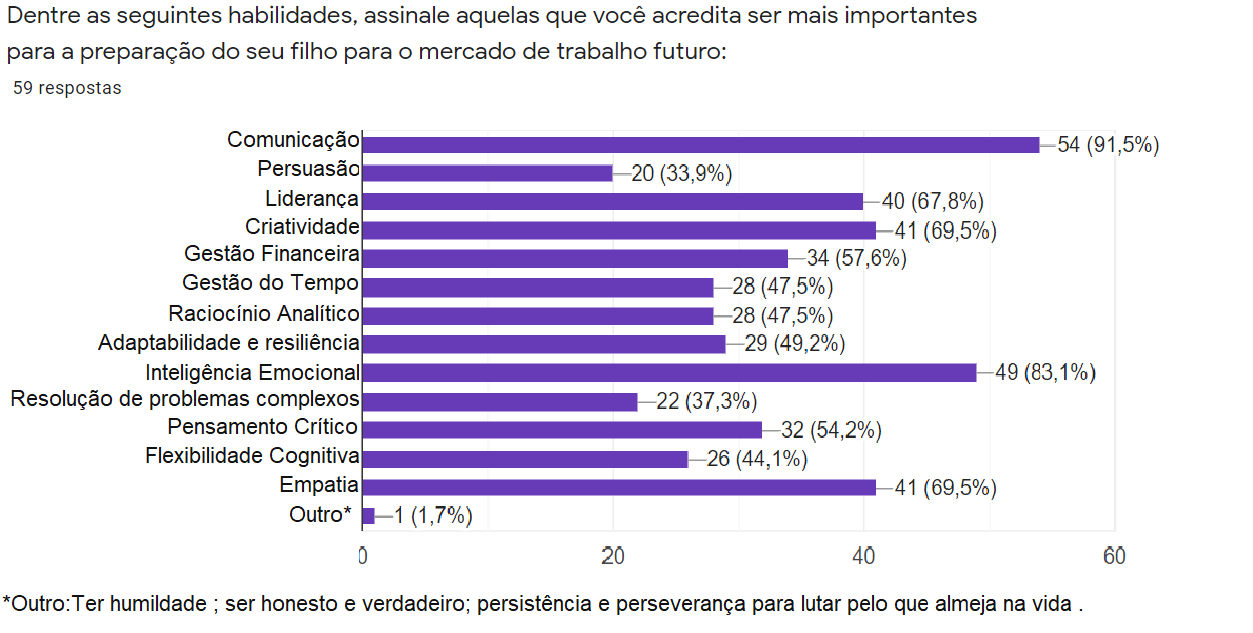 Dentre as seguintes habilidades, assinale aquelas que você acredita ser mais importantes
para a preparação do seu filho para o mercado de trabalho futuro:
59 respostas
Comunicação 54 (91,5%)
Persuasão 20 (33,9%)
Liderança 40 (67,8%)
Criatividade 41 (69,5%)
Gestão Financeira 34 (57,6%)
Gestão do Tempo 28 (47,5%)
Raciocínio Analítico 28 (47,5%)
Adaptabilidade e resiliência 29 (49,2%)
Inteligência Emocional 49 (83,1%)
Resolução de problemas complexos 22 (37,3%)
Pensamento Crítico 32 (54,2%)
Flexibilidade Cognitiva 26 (44,1%)
Empatia 41 (69,5%)
Outro* 1 (1,7%)
0 20 40 60
*Outro:Ter humildade ; ser honesto e verdadeiro; persistência e perseverança para lutar pelo que almeja na vida .